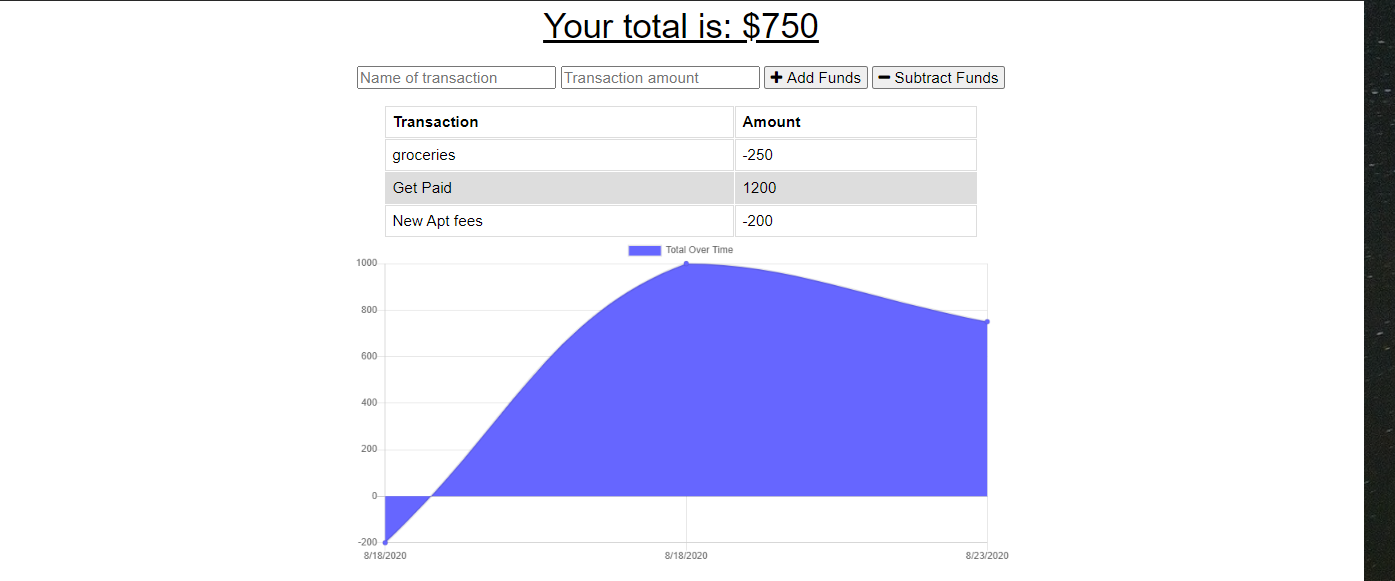 Your total is: $750
Name of transaction Transaction amount + Add Funds − Subtract Funds
Transaction Amount
groceries -250
Get Paid 1200
New Apt fees -200
Total Over Time
1000
800
600
400
200
0
-200
8/18/2020 8/18/2020 8/23/2020